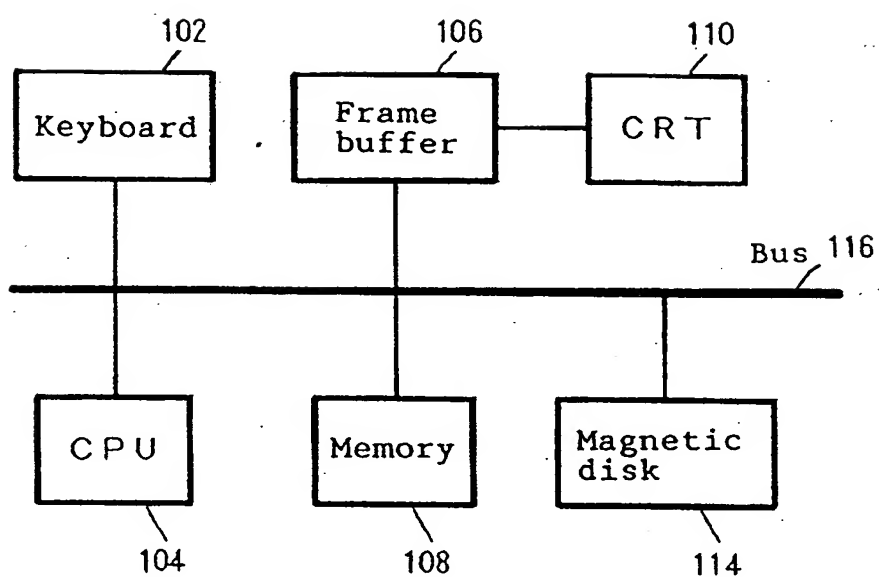 102
106
110
Keyboard
Frame
buffer
CRT
Bus 116
CPU
Memory
Magnetic
disk
104
108
114